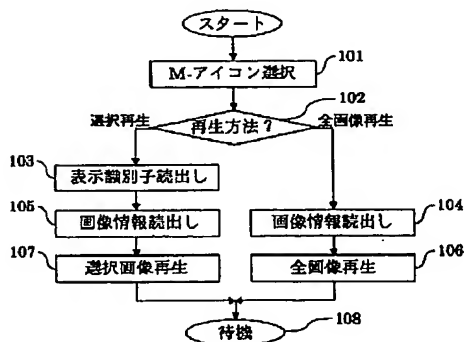 スタート
M-アイコン選択
101
再生方法?
102
選択再生
全画像再生
103
表示識別子読出し
105
画像情報読出し
画像情報読出し
104
107
選択画像再生
全画像再生
106
待機
108